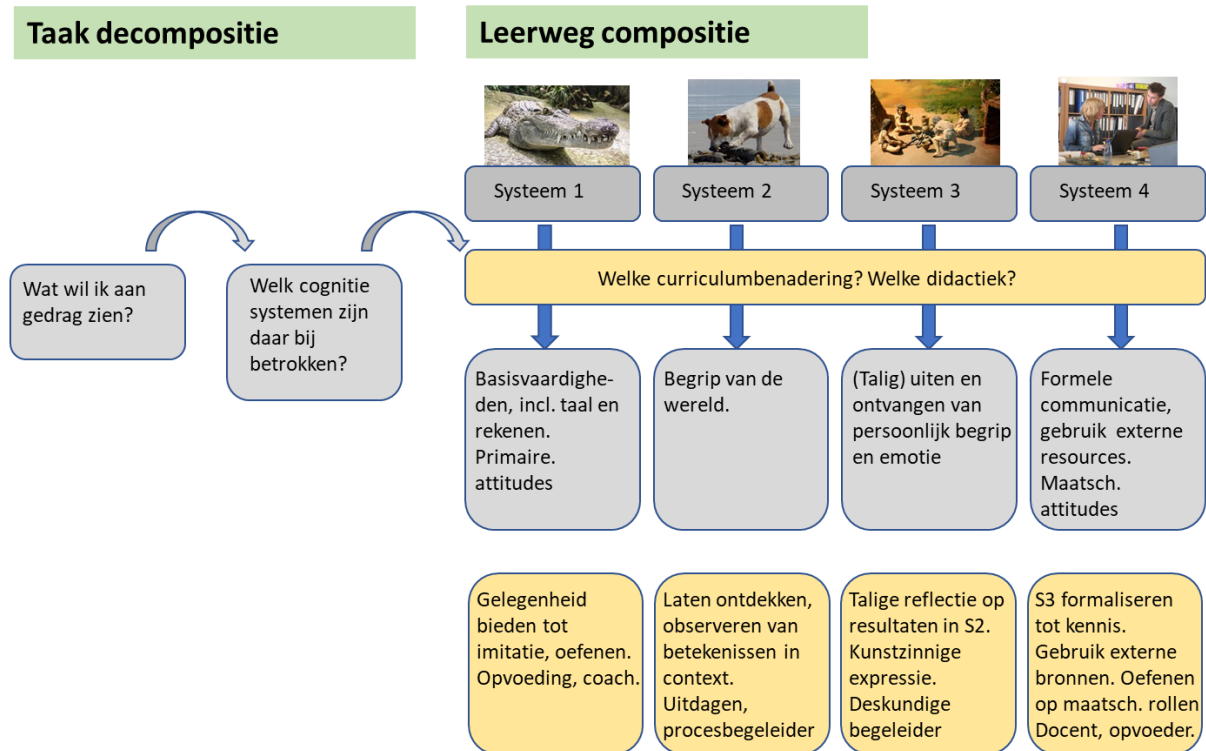 Taak decompositie
Leerweg compositie
Systeem 1
Systeem 2
Systeem 3
Systeem 4
Wat wil ik aan
gedrag zien?
Welk cognitie
systemen zijn
daar bij
betrokken?
Welke curriculumbenadering? Welke didactiek?
Basisvaardighe-
den, incl. taal en
rekenen.
Primaire.
attitudes
Begrip van de
wereld.
(Talig) uiten en
ontvangen van
persoonlijk begrip
en emotie
Formele
communicatie,
gebruik externe
resources.
Maatsch.
attitudes
Gelegenheid
bieden tot
imitatie, oefenen.
Opvoeding, coach.
Laten ontdekken,
observeren van
betekenissen in
context.
Uitdagen,
procesbegeleider
Talige reflectie op
resultaten in S2.
Kunstzinnige
expressie.
Deskundige
begeleider
S3 formaliseren
tot kennis.
Gebruik externe
bronnen. Oefenen
op maatsch. rollen
Docent, opvoeder.